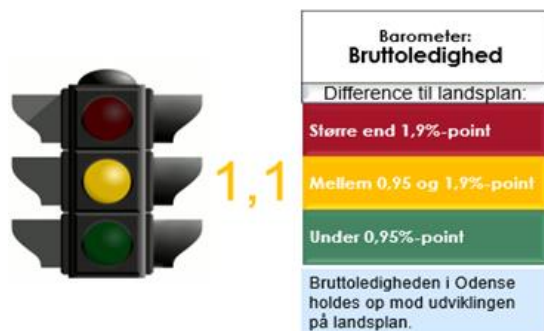 Barometer:
Bruttoledighed
Difference til landsplan:
Større end 1,9%-point
1,1
Mellem 0,95 og 1,9%-point
Under 0,95%-point
Bruttoledigheden i Odense
holdes op mod udviklingen
på landsplan.